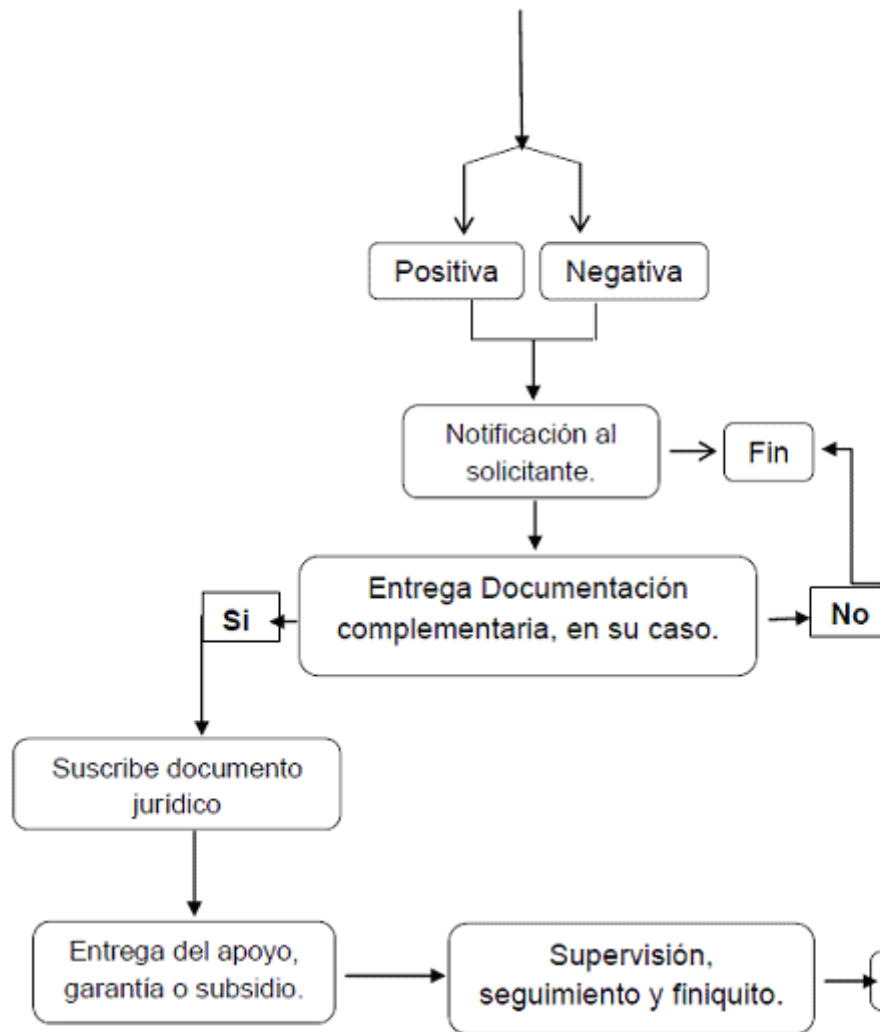 Positiva
Negativa
Notificación al
solicitante.
Fin
Entrega Documentación
complementaria, en su caso.
Si
No
Suscribe documento
jurídico
Entrega del apoyo,
garantía o subsidio.
Supervisión,
seguimiento y finiquito.